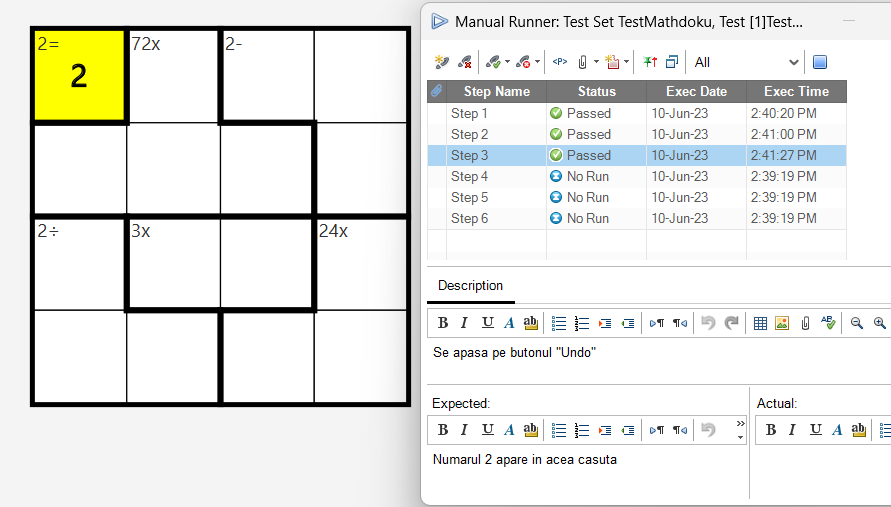 2= 72x 2-
2
2÷ 3x 24x
Manual Runner: Test Set TestMathdoku, Test [1]Test...
<P> All
Step Name Status Exec Date Exec Time
Step 1 Passed 10-Jun-23 2:40:20 PM
Step 2 Passed 10-Jun-23 2:41:00 PM
Step 3 Passed 10-Jun-23 2:41:27 PM
Step 4 No Run 10-Jun-23 2:39:19 PM
Step 5 No Run 10-Jun-23 2:39:19 PM
Step 6 No Run 10-Jun-23 2:39:19 PM
Description
B I U A ab
Se apasa pe butonul "Undo"
Expected:
B I U A ab
Numarul 2 apare in acea casuta
Actual:
B I U A ab